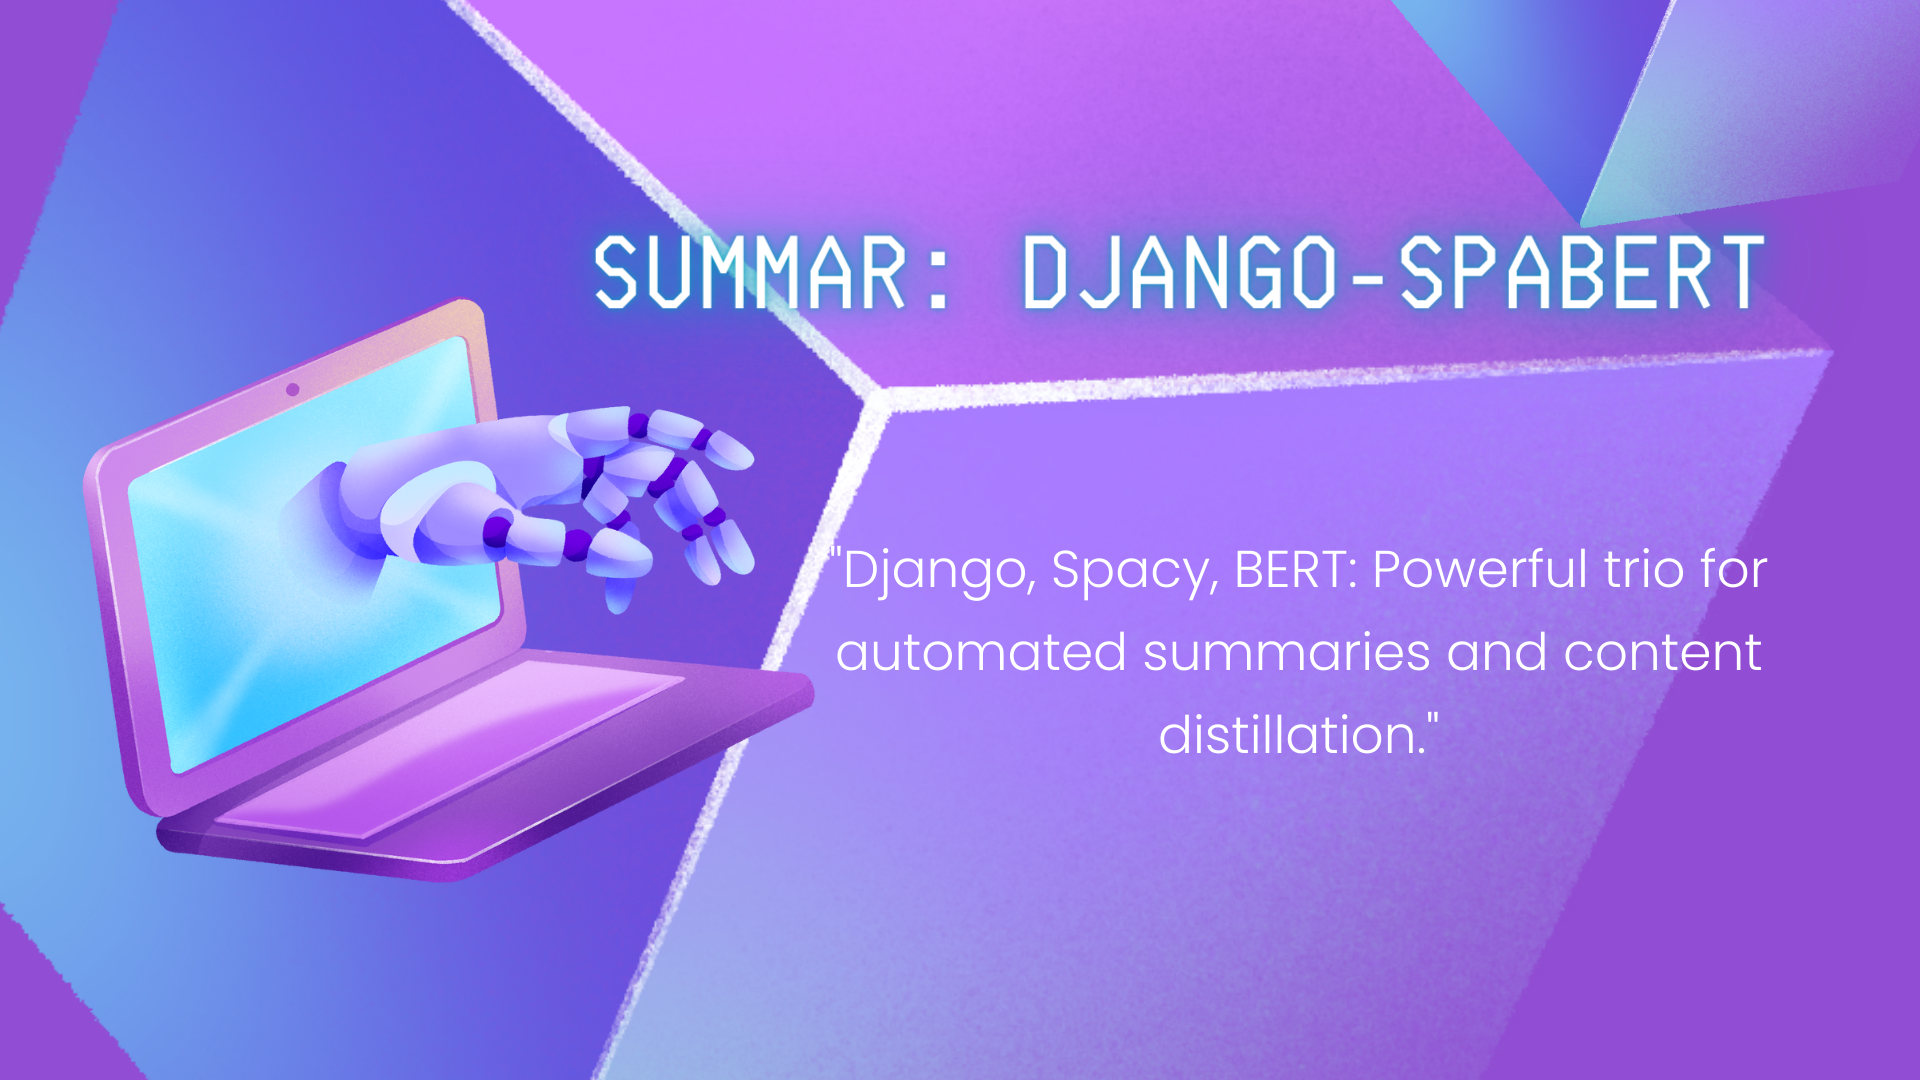 SUMMAR: DJANGO-SPABERT
"Django, Spacy, BERT: Powerful trio for
automated summaries and content
distillation."